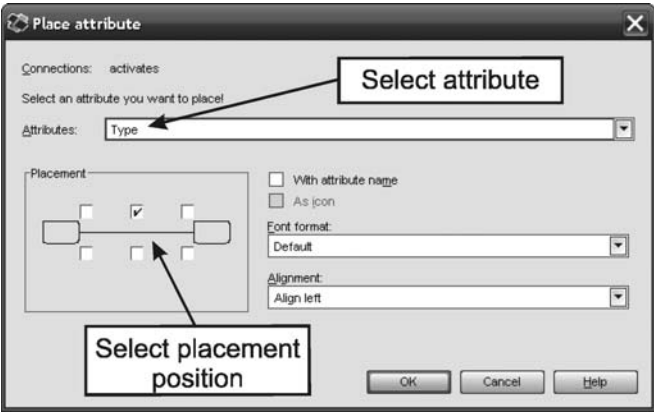 Place attribute
Connections: activates
Select attribute
Select an attribute you want to place!
Attributes: Type
Placement
With attribute name
As icon
Font format:
Default
Alignment:
Align left
Select placement
position
OK Cancel Help